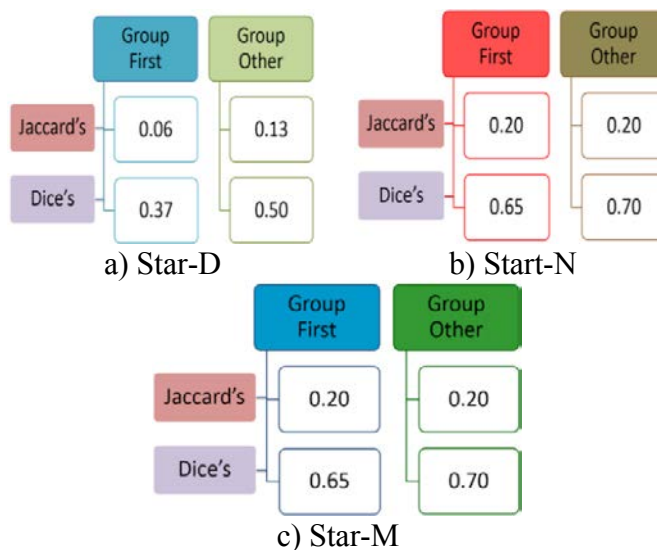 Group First
Group Other
Jaccard's
0.06
0.13
Dice's
0.37
0.50
a) Star-D
Group First
Group Other
Jaccard's
0.20
0.20
Dice's
0.65
0.70
b) Start-N
Group First
Group Other
Jaccard's
0.20
0.20
Dice's
0.65
0.70
c) Star-M